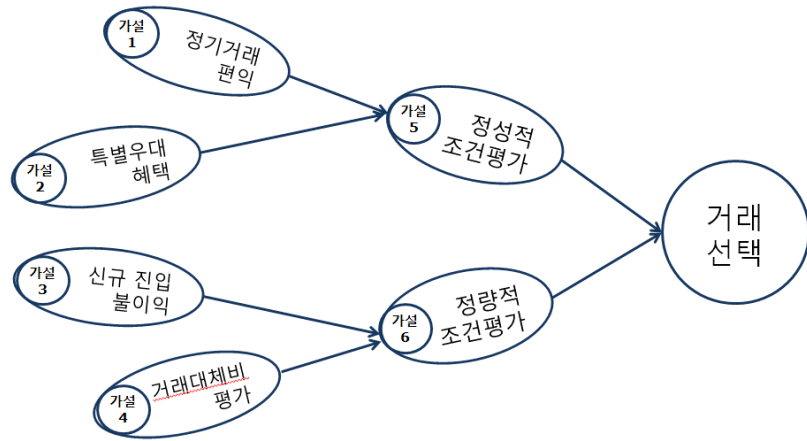 가설
1
정기거래
편익
가설
2
특별우대
혜택
가설
3
신규 진입
불이익
가설
4
거래대체비
평가
가설
5
정성적
조건평가
가설
6
정량적
조건평가
거래
선택